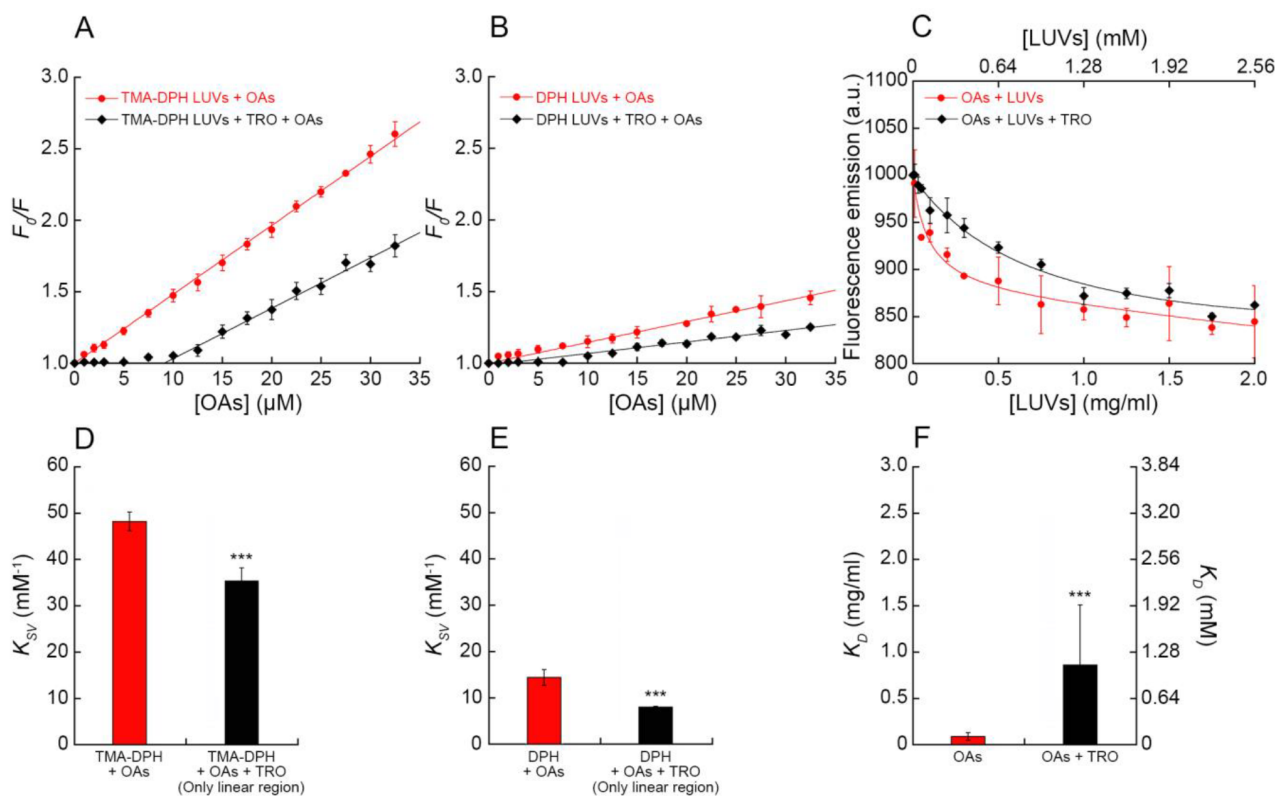 A
3.0
2.5
2.0
1.5
1.0
F0/F
TMA-DPH LUVs + OAs
TMA-DPH LUVs + TRO + OAs
0 5 10 15 20 25 30 35
[OAs] (µM)
B
3.0
2.5
2.0
1.5
1.0
F0/F
DPH LUVs + OAs
DPH LUVs + TRO + OAs
0 5 10 15 20 25 30 35
[OAs] (µM)
C
[LUVs] (mM)
0 0.64 1.28 1.92 2.56
1100
1050
1000
950
900
850
800
Fluorescence emission (a.u.)
OAs + LUVs
OAs + LUVs + TRO
0 0.5 1.0 1.5 2.0
[LUVs] (mg/ml)
D
60
50
40
30
20
10
0
KSV (mM-1)
***
TMA-DPH
+ OAs
TMA-DPH
+ OAs + TRO
(Only linear region)
E
60
50
40
30
20
10
0
KSV (mM-1)
***
DPH
+ OAs
DPH
+ OAs + TRO
(Only linear region)
F
3.0
2.5
2.0
1.5
1.0
0.5
0
KD (mg/ml)
***
3.84
3.20
2.56
1.92
1.28
0.64
0
KD (mM)
OAs
OAs + TRO